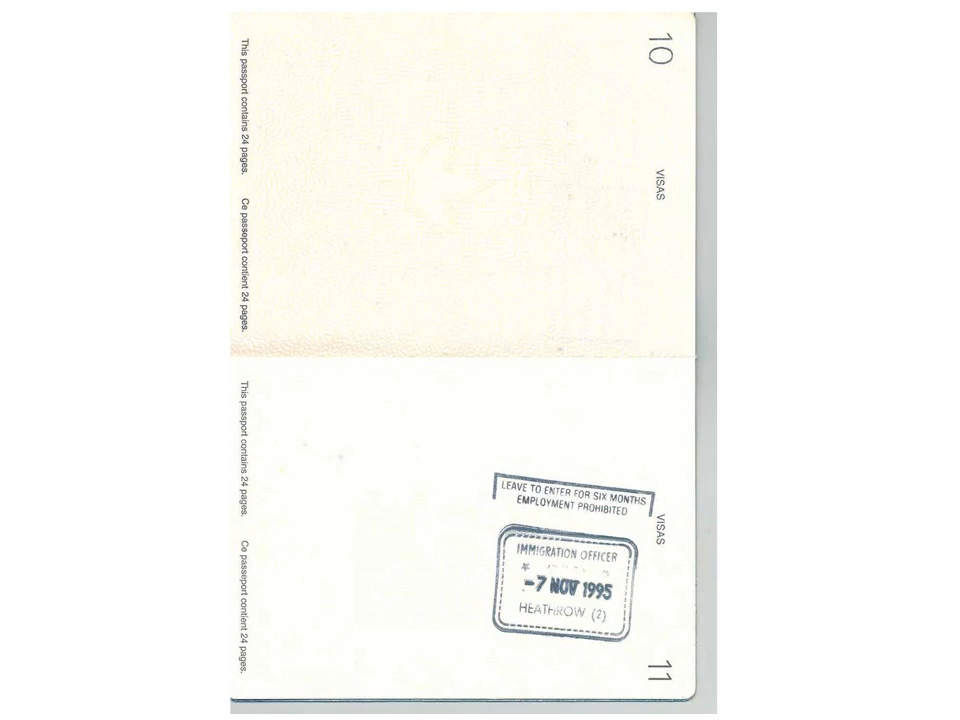 10
VISAS
This passport contains 24 pages. Ce passeport contient 24 pages.
11
VISAS
LEAVE TO ENTER FOR SIX MONTHS
EMPLOYMENT PROHIBITED
IMMIGRATION OFFICER
-7 NOV 1995
HEATHROW (2)
This passport contains 24 pages. Ce passeport contient 24 pages.